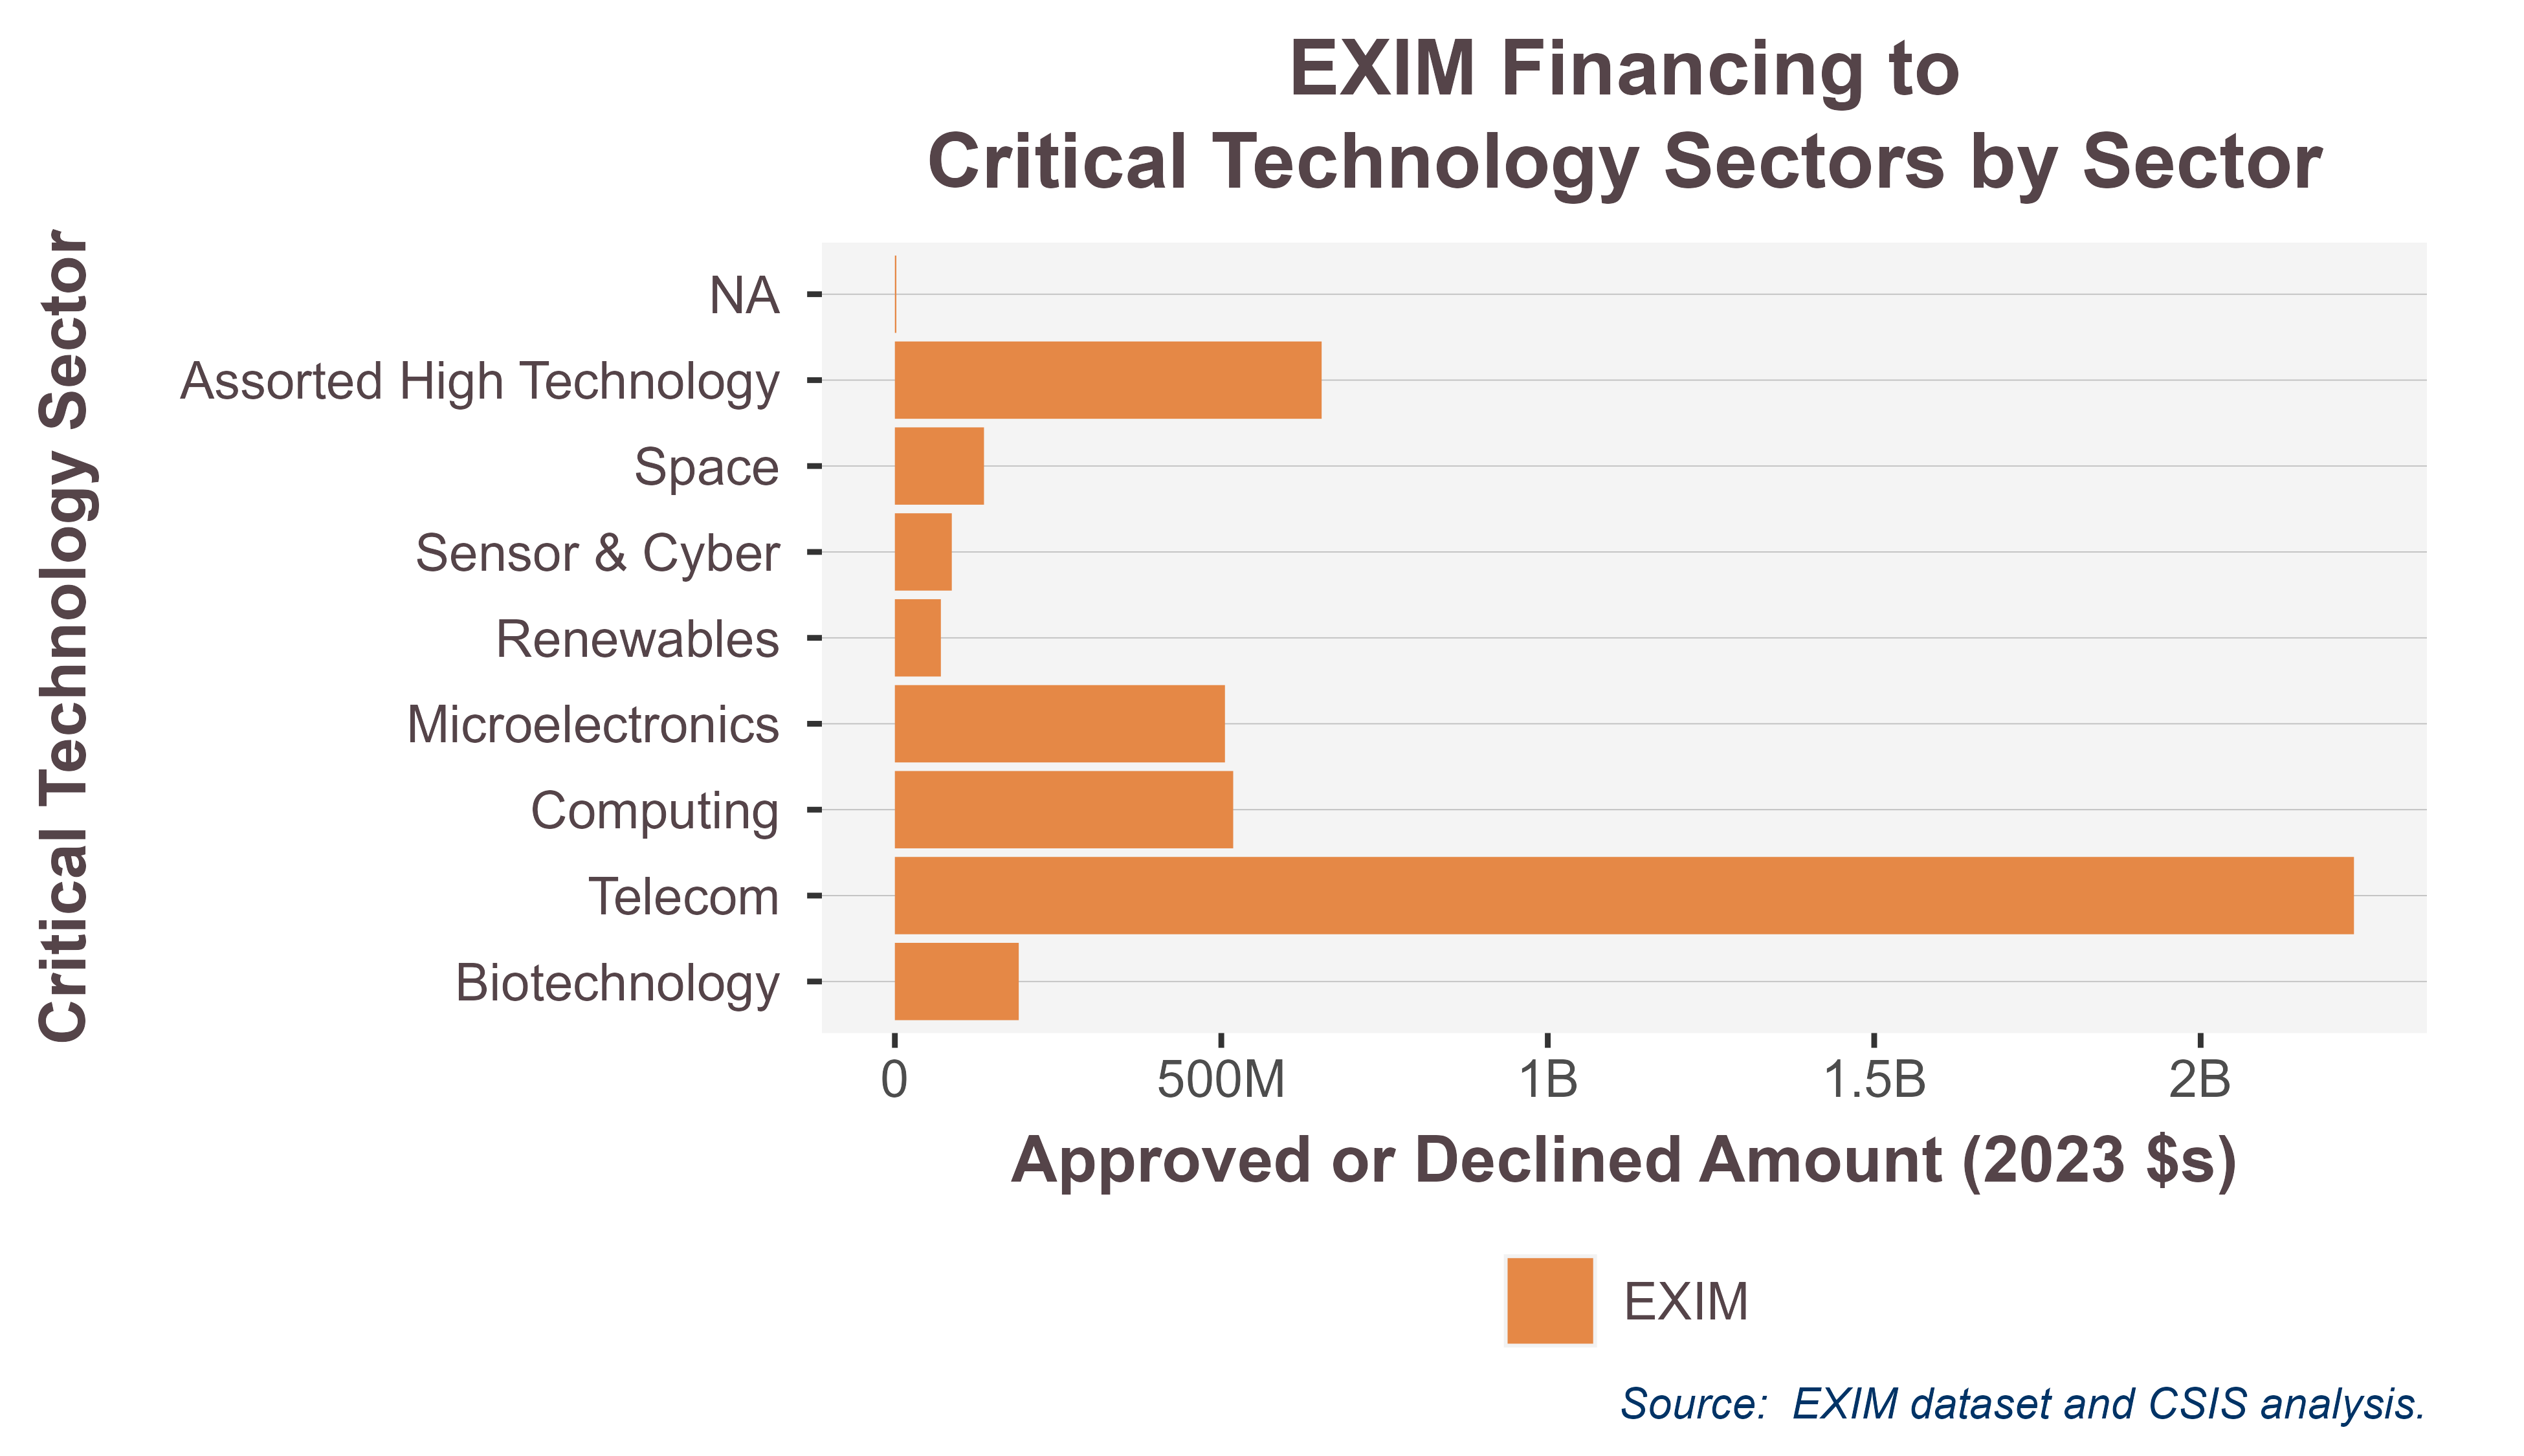 EXIM Financing to
Critical Technology Sectors by Sector
Critical Technology Sector
NA
Assorted High Technology
Space
Sensor & Cyber
Renewables
Microelectronics
Computing
Telecom
Biotechnology
0 500M 1B 1.5B 2B
Approved or Declined Amount (2023 $s)
EXIM
Source:  EXIM dataset and CSIS analysis.